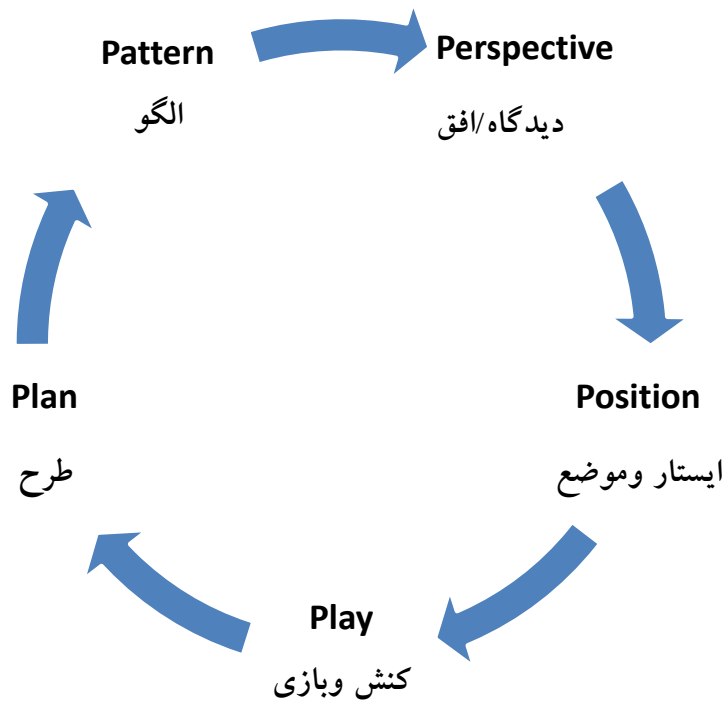 Pattern
الگو
Perspective
دیدگاه/افق
Position
ایستار وموضع
Play
کنش وبازی
Plan
طرح